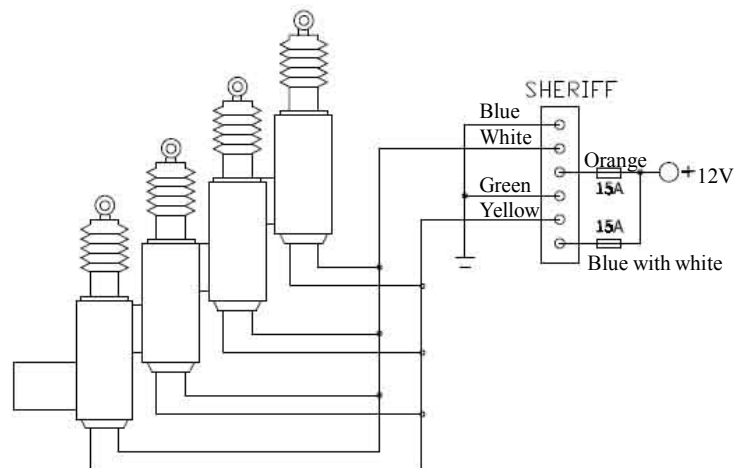 SHERIFF
Blue
White
Orange
+ 12V
15A
Green
Yellow
15A
Blue with white